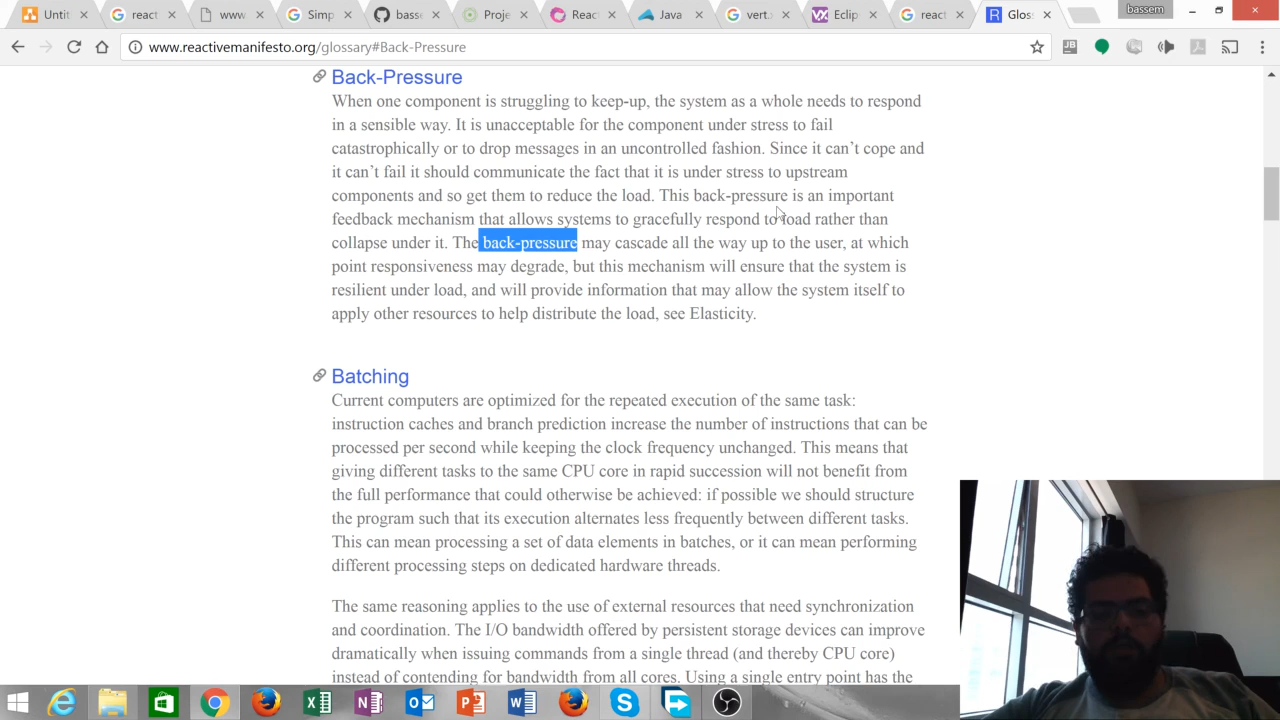 Untit
react
www
Simp
basse
Proje
React
Java
vert.
Eclip
react
Glos
bassem
www.reactivemanifesto.org/glossary#Back-Pressure
JB
Back-Pressure
When one component is struggling to keep-up, the system as a whole needs to respond
in a sensible way. It is unacceptable for the component under stress to fail
catastrophically or to drop messages in an uncontrolled fashion. Since it can't cope and
it can't fail it should communicate the fact that it is under stress to upstream
components and so get them to reduce the load. This back-pressure is an important
feedback mechanism that allows systems to gracefully respond to load rather than
collapse under it. The back-pressure may cascade all the way up to the user, at which
point responsiveness may degrade, but this mechanism will ensure that the system is
resilient under load, and will provide information that may allow the system itself to
apply other resources to help distribute the load, see Elasticity.
Batching
Current computers are optimized for the repeated execution of the same task:
instruction caches and branch prediction increase the number of instructions that can be
processed per second while keeping the clock frequency unchanged. This means that
giving different tasks to the same CPU core in rapid succession will not benefit from
the full performance that could otherwise be achieved: if possible we should structure
the program such that its execution alternates less frequently between different tasks.
This can mean processing a set of data elements in batches, or it can mean performing
different processing steps on dedicated hardware threads.
The same reasoning applies to the use of external resources that need synchronization
and coordination. The I/O bandwidth offered by persistent storage devices can improve
dramatically when issuing commands from a single thread (and thereby CPU core)
instead of contending for bandwidth from all cores. Using a single entry point has the